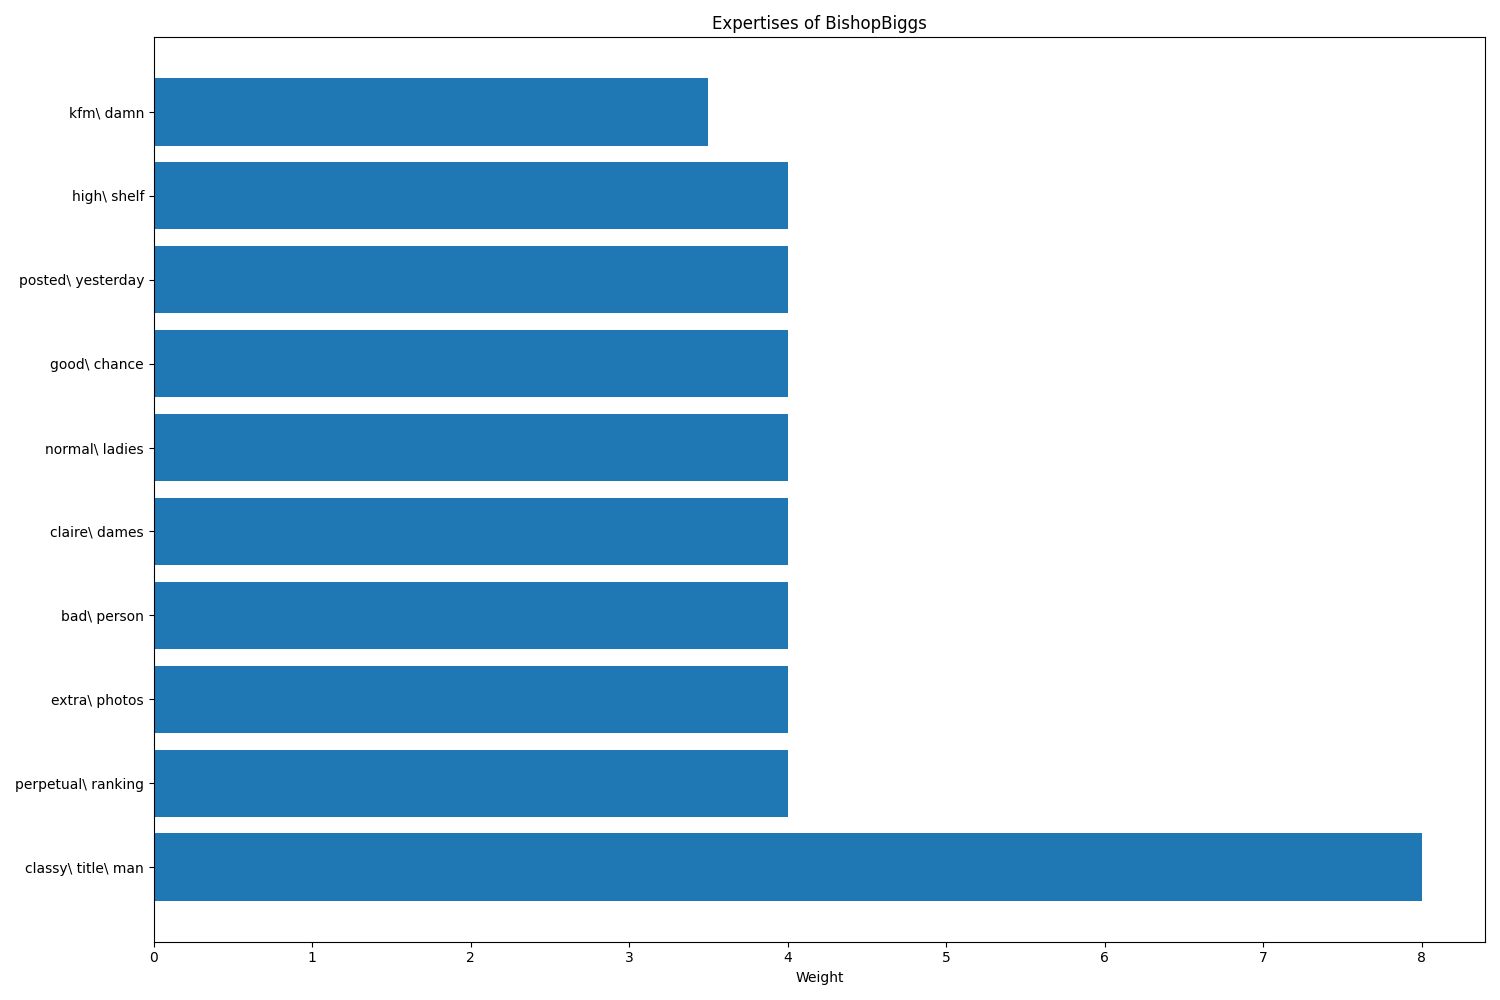 Expertises of BishopBiggs
kfm\ damn
high\ shelf
posted\ yesterday
good\ chance
normal\ ladies
claire\ dames
bad\ person
extra\ photos
perpetual\ ranking
classy\ title\ man
0 1 2 3 4 5 6 7 8
Weight